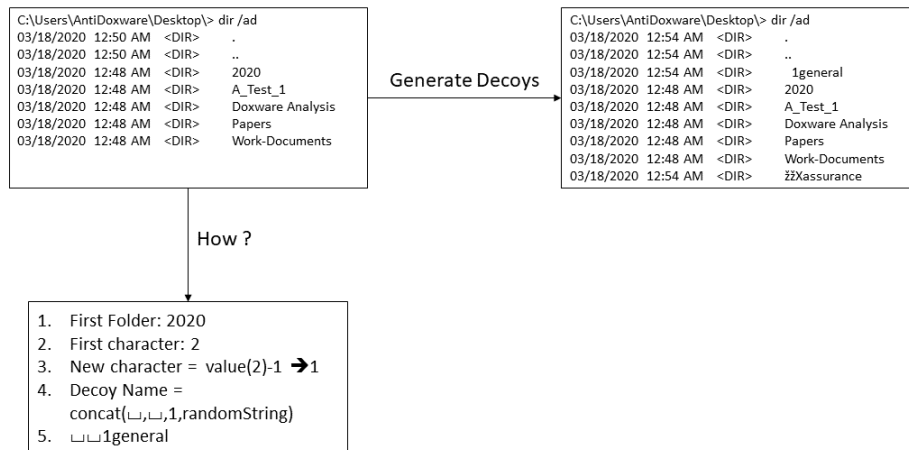 C:\Users\AntiDoxware\Desktop\> dir /ad
03/18/2020 12:50 AM <DIR> .
03/18/2020 12:50 AM <DIR> ..
03/18/2020 12:48 AM <DIR> 2020
03/18/2020 12:48 AM <DIR> A_Test_1
03/18/2020 12:48 AM <DIR> Doxware Analysis
03/18/2020 12:48 AM <DIR> Papers
03/18/2020 12:48 AM <DIR> Work-Documents
Generate Decoys
C:\Users\AntiDoxware\Desktop\> dir /ad
03/18/2020 12:54 AM <DIR> .
03/18/2020 12:54 AM <DIR> ..
03/18/2020 12:54 AM <DIR>   1general
03/18/2020 12:48 AM <DIR> 2020
03/18/2020 12:48 AM <DIR> A_Test_1
03/18/2020 12:48 AM <DIR> Doxware Analysis
03/18/2020 12:48 AM <DIR> Papers
03/18/2020 12:48 AM <DIR> Work-Documents
03/18/2020 12:54 AM <DIR> žžXassurance
How ?
1. First Folder: 2020
2. First character: 2
3. New character = value(2)-1 ➔1
4. Decoy Name =
concat(␣,␣,1,randomString)
5. ␣␣1general